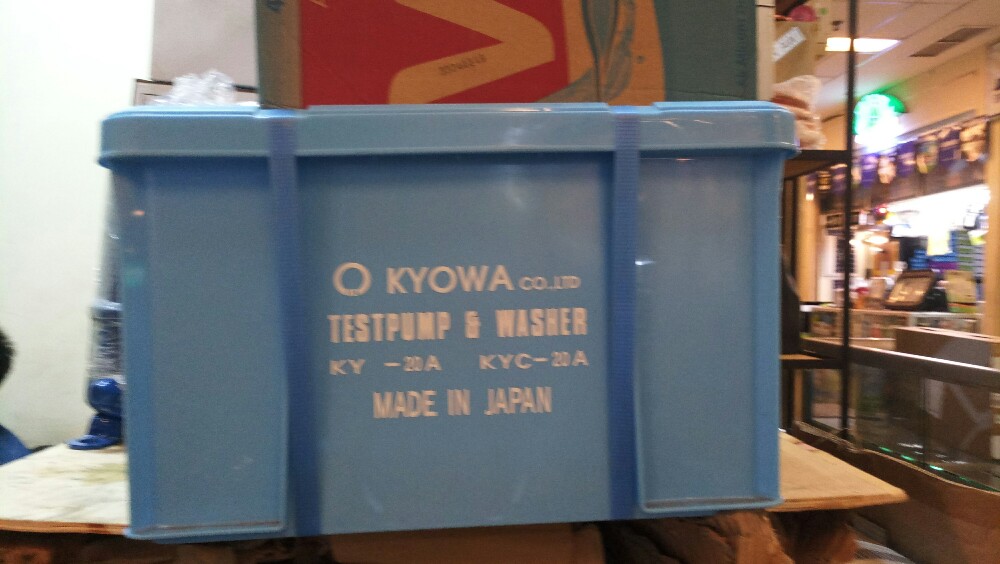 O KYOWA CO.,LTD
TESTPUMP & WASHER
KY -20A KYC-20A
MADE IN JAPAN